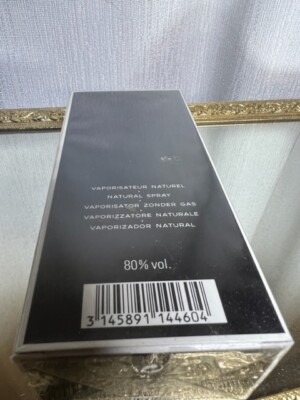 VAPORISATEUR NATUREL
NATURAL SPRAY
VAPORISATOR ZONDER GAS
VAPORIZZATORE NATURALE
VAPORIZADOR NATURAL
80% vol.
3 145891 144604